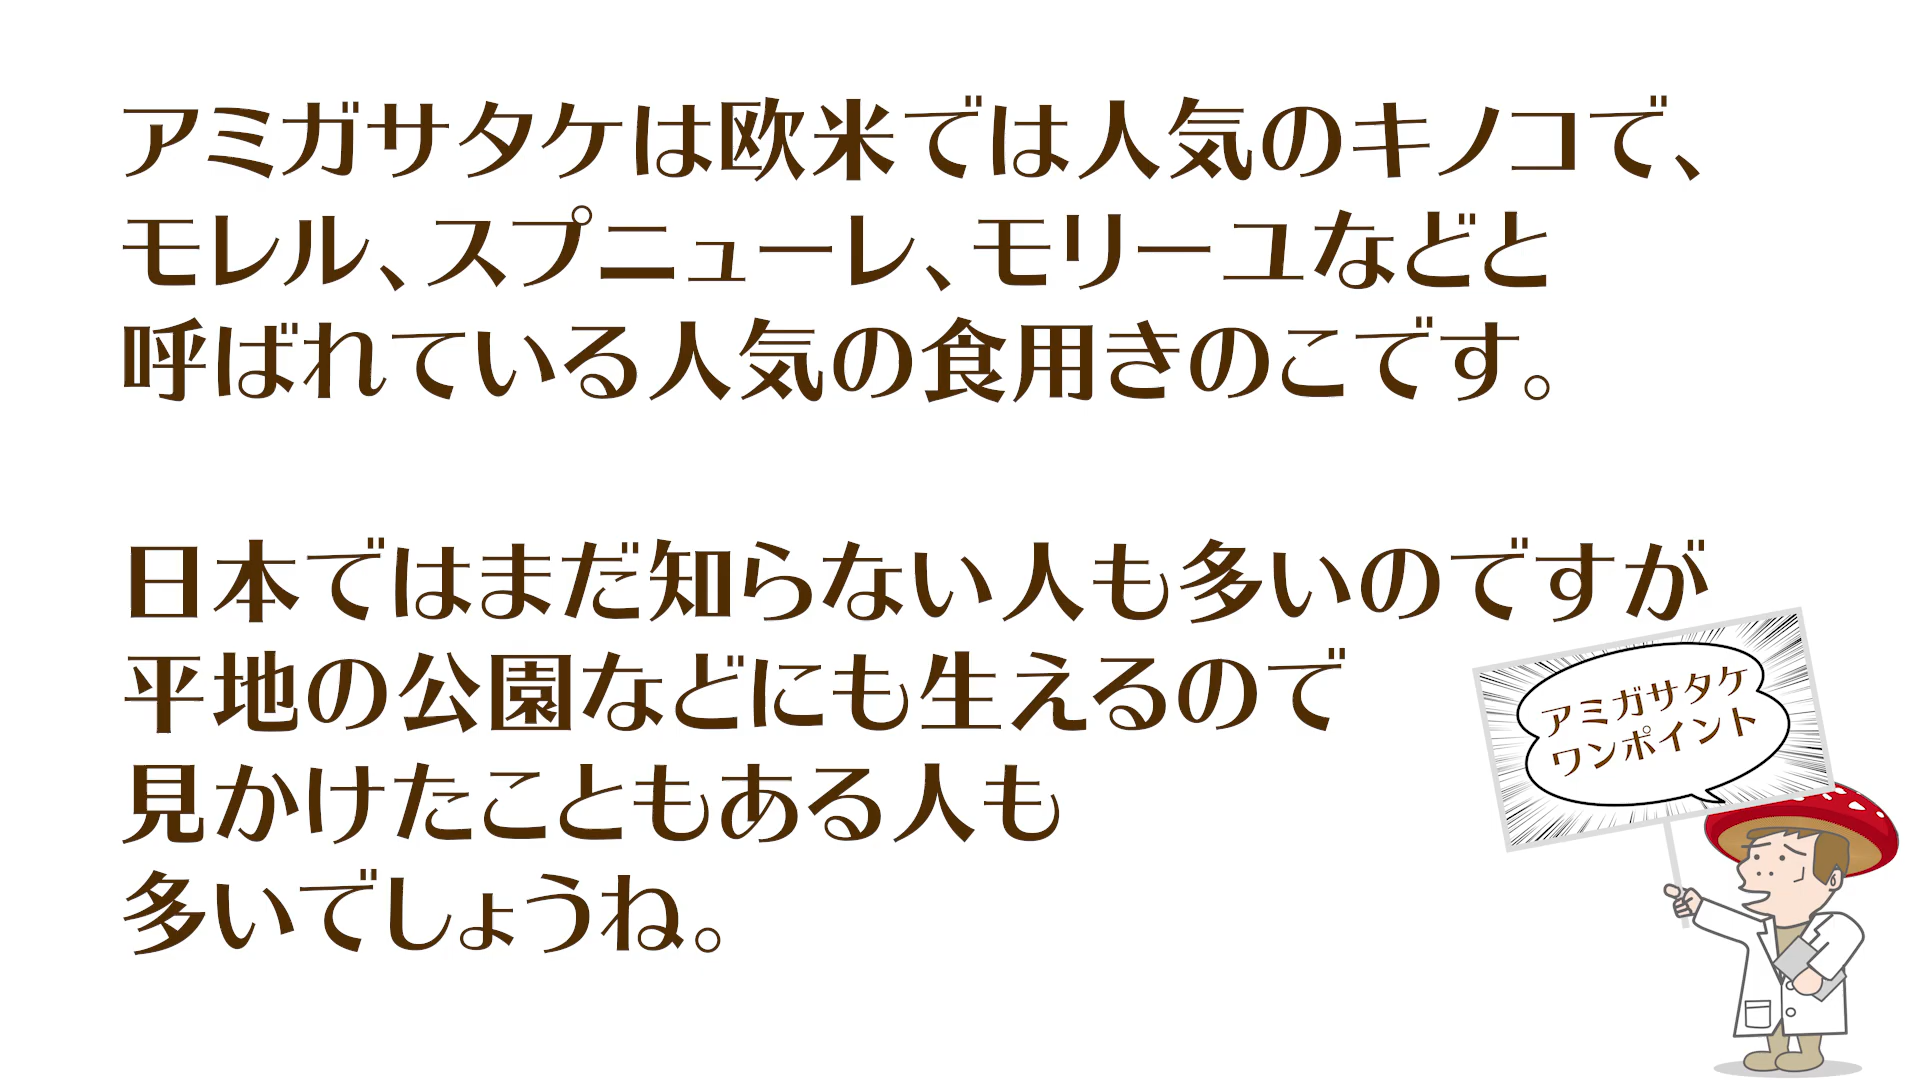 アミガサタケは欧米では人気のキノコで、
モレル、スプニューレ、モリーユなどと
呼ばれている人気の食用きのこです。
日本ではまだ知らない人も多いのですが
平地の公園などにも生えるので
見かけたこともある人も
多いでしょうね。
アミガサタケ
ワンポイント